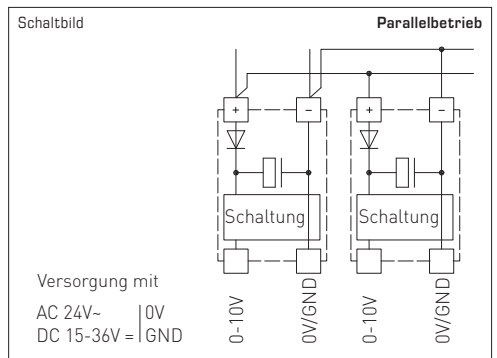 Schaltbild
Parallelbetrieb
+
−
+
−
Schaltung
Schaltung
Versorgung mit
AC 24V~ | 0V
DC 15-36V = | GND
0-10V
0V/GND
0-10V
0V/GND